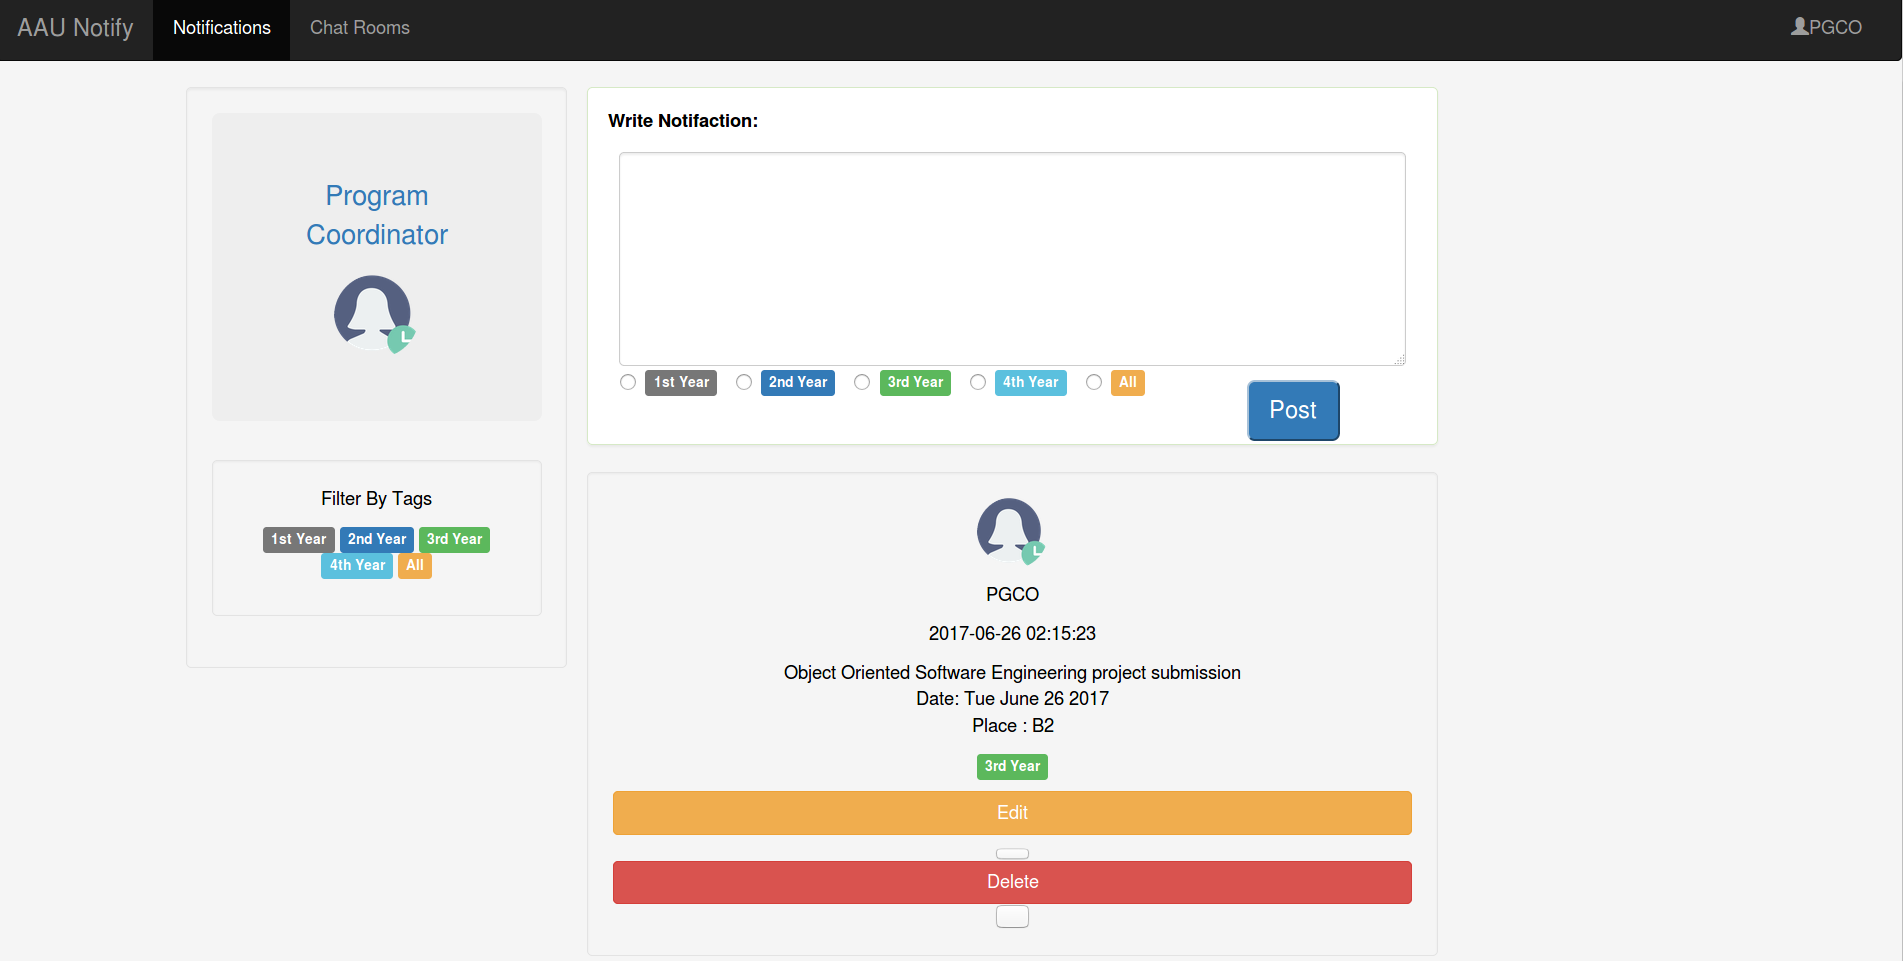 AAU Notify
Notifications
Chat Rooms
PGCO
Program
Coordinator
Filter By Tags
1st Year 2nd Year 3rd Year
4th Year All
Write Notifaction:
1st Year 2nd Year 3rd Year 4th Year All
Post
PGCO
2017-06-26 02:15:23
Object Oriented Software Engineering project submission
Date: Tue June 26 2017
Place : B2
3rd Year
Edit
Delete